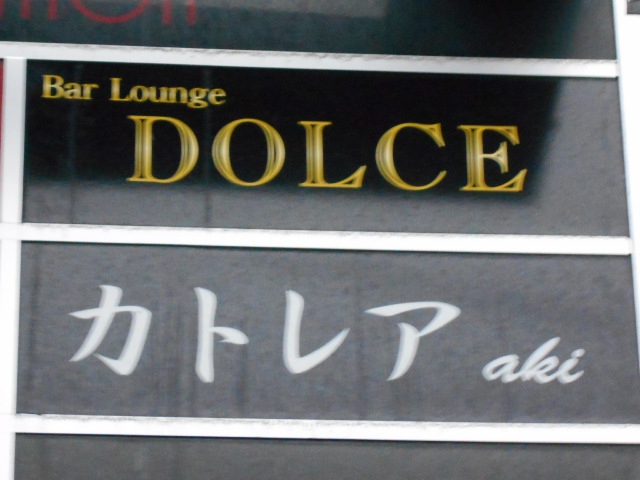 Bar Lounge
DOLCE
カトレア aki